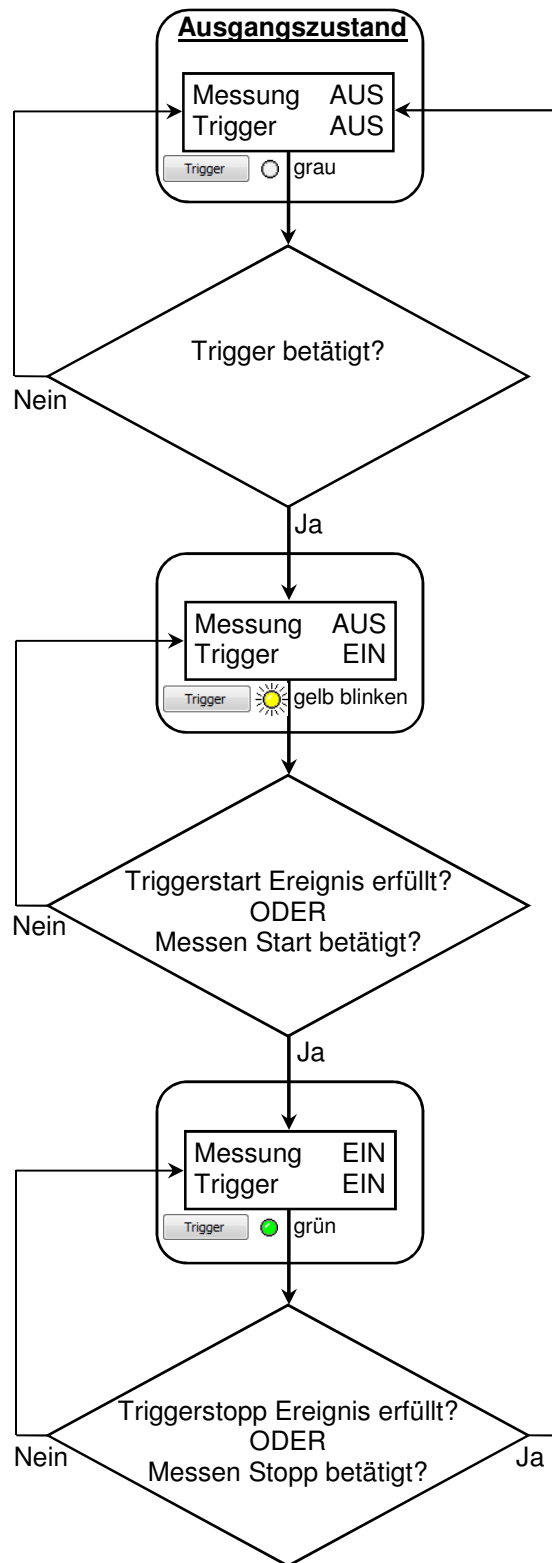 Ausgangszustand
Messung AUS
Trigger AUS
Trigger grau
Trigger betätigt?
Nein
Ja
Messung AUS
Trigger EIN
Trigger gelb blinken
Triggerstart Ereignis erfüllt?
ODER
Messen Start betätigt?
Nein
Ja
Messung EIN
Trigger EIN
Trigger grün
Triggerstopp Ereignis erfüllt?
ODER
Messen Stopp betätigt?
Nein
Ja